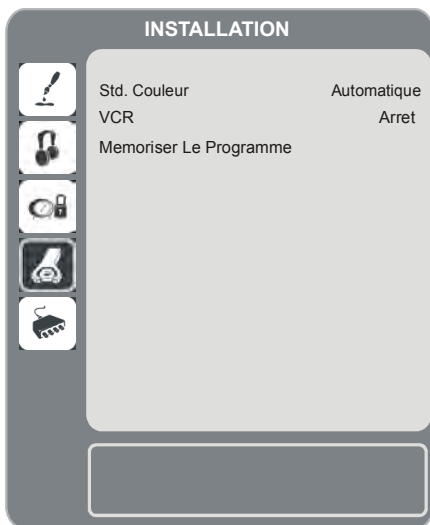 INSTALLATION
Std. Couleur Automatique
VCR Arret
Memoriser Le Programme